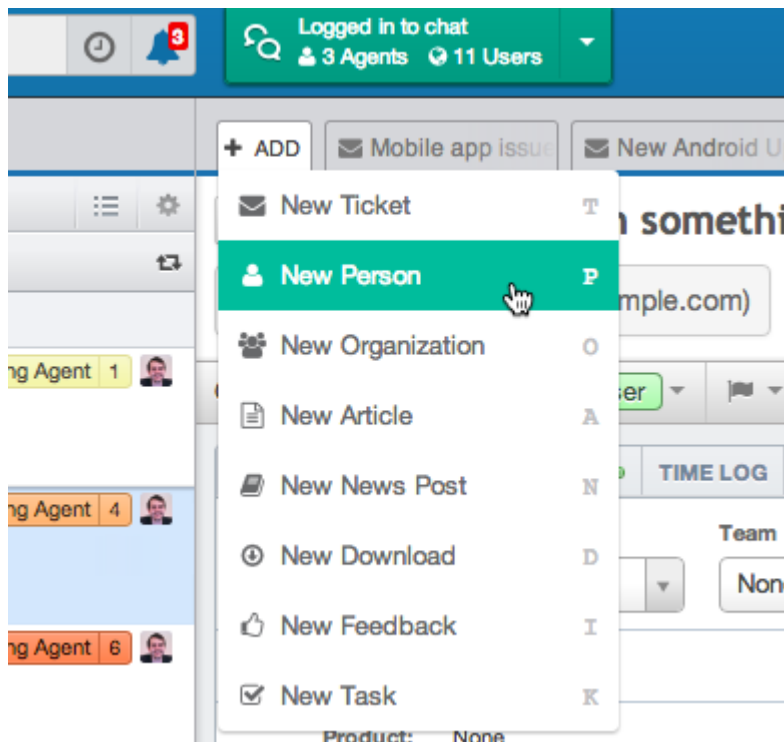 3
Logged in to chat
3 Agents 11 Users
+ ADD
Mobile app issue
New Android U
New Ticket T
New Person P
New Organization O
New Article A
New News Post N
New Download D
New Feedback I
New Task K
somethi
mple.com)
ng Agent 1
ser
TIME LOG
ng Agent 4
Team
Non
ng Agent 6
Product: None